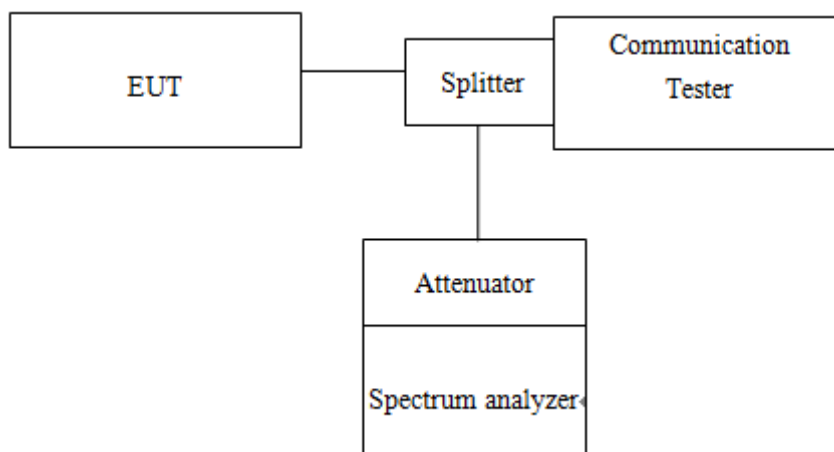 EUT
Splitter
Communication
Tester
Attenuator
Spectrum analyzer